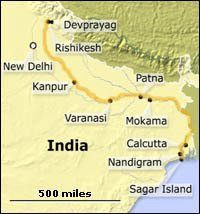 Devprayag
Rishikesh
New Delhi
Kanpur
Patna
Varanasi
Mokama
Calcutta
India
Nandigram
500 miles
Sagar Island